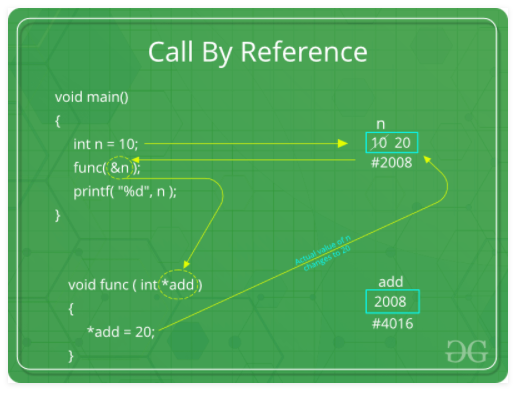 Call By Reference
void main()
{
int n = 10;
func( &n );
printf( "%d", n );
}
n
10 20
#2008
Actual value of n
changes to 20
void func ( int *add )
{
*add = 20;
}
add
2008
#4016
GG